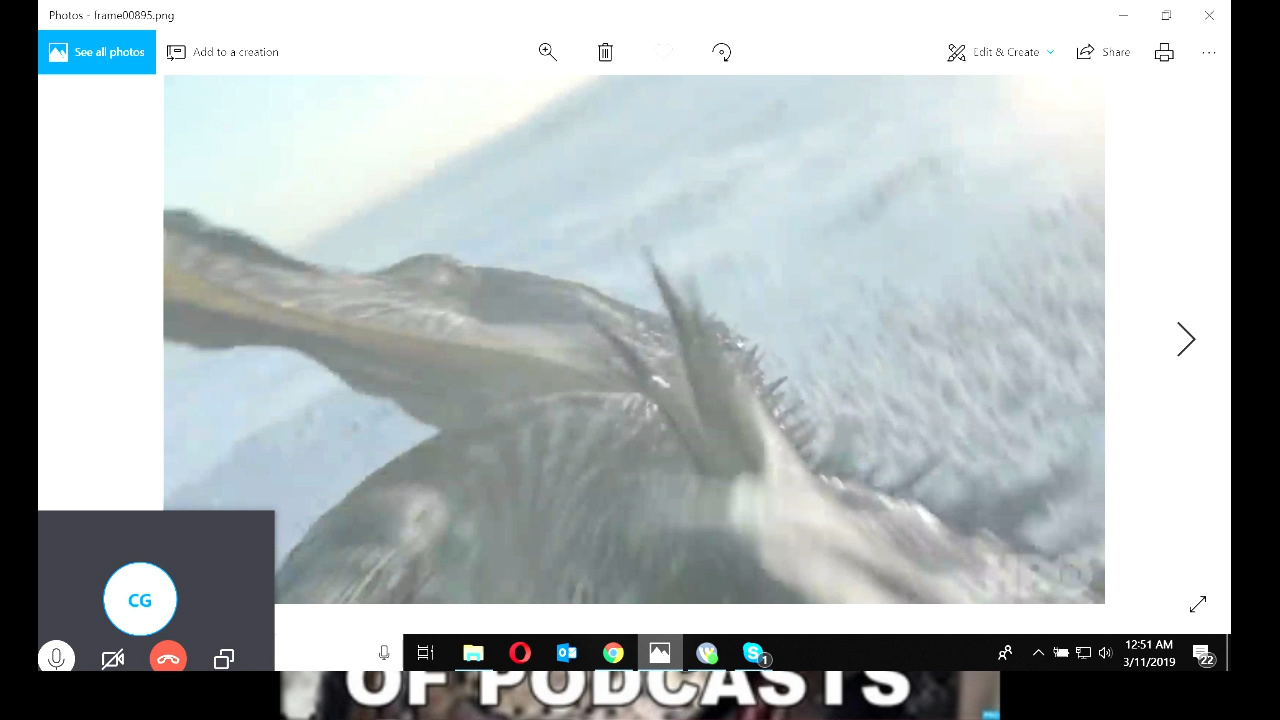 Photos - frame00895.png
See all photos
Add to a creation
Edit & Create
Share
CG
1
12:51 AM
3/11/2019
22
OF PODCASTS